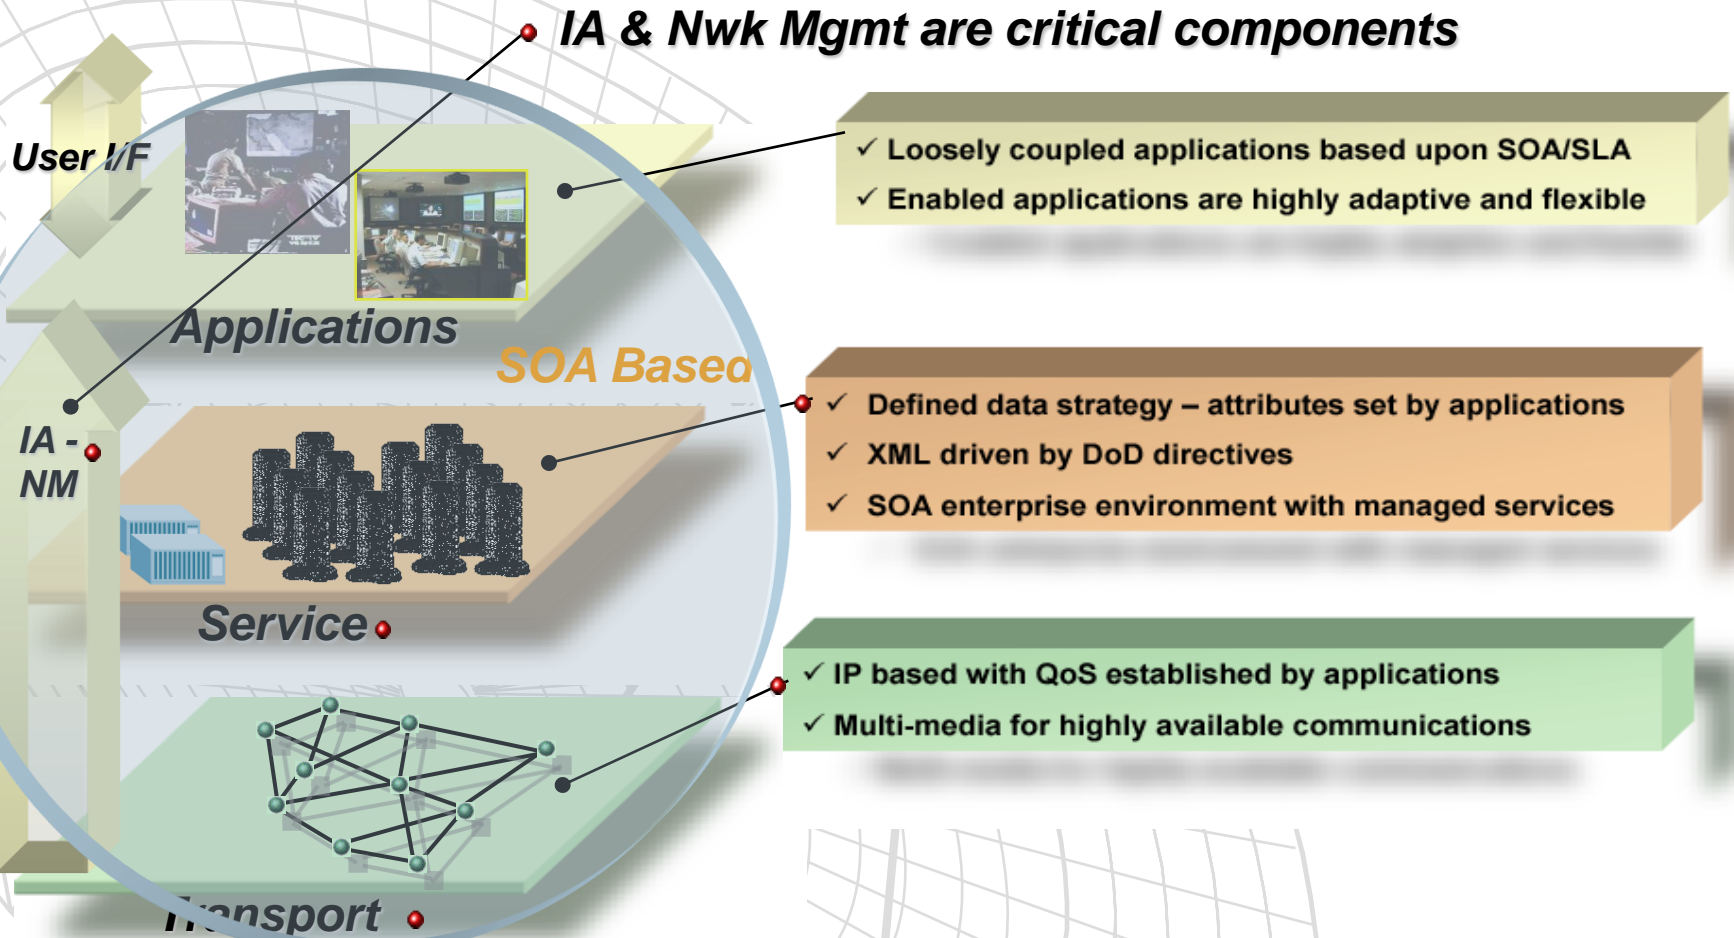 IA & Nwk Mgmt are critical components
User I/F
✓ Loosely coupled applications based upon SOA/SLA
✓ Enabled applications are highly adaptive and flexible
Applications
SOA Based
IA -
NM
✓ Defined data strategy – attributes set by applications
✓ XML driven by DoD directives
✓ SOA enterprise environment with managed services
Service
✓ IP based with QoS established by applications
✓ Multi-media for highly available communications
Transport